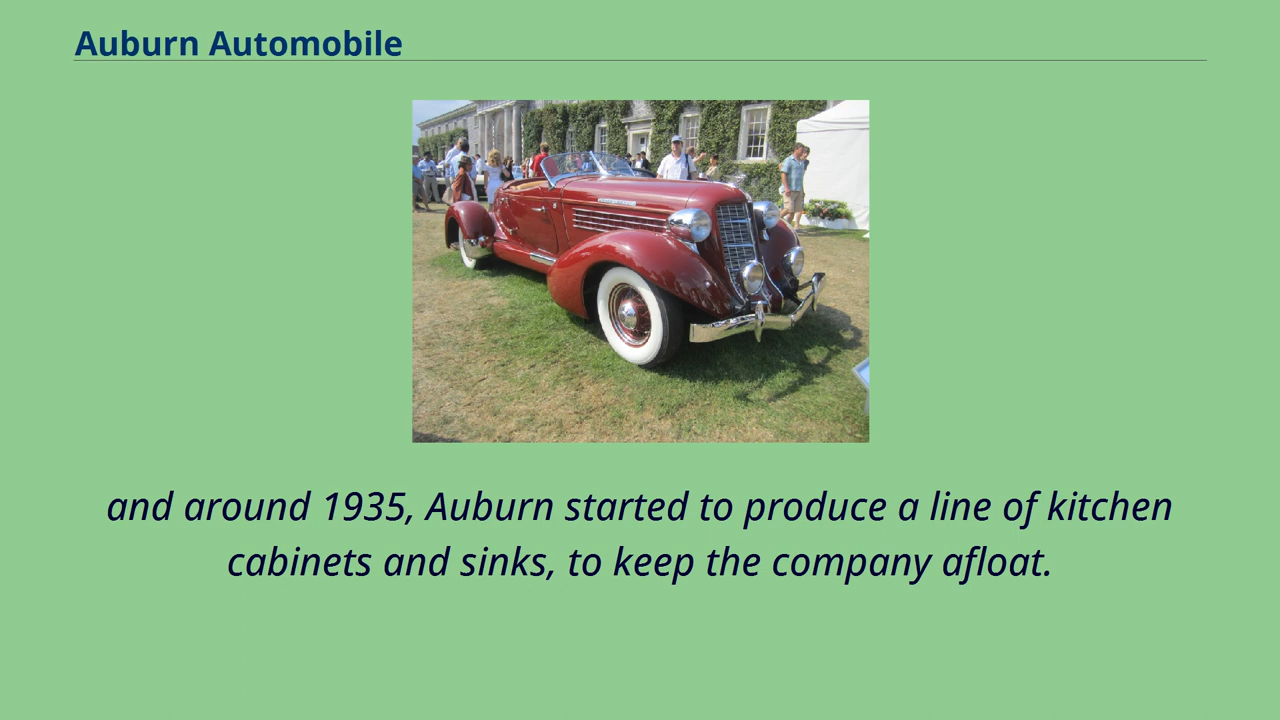 Auburn Automobile
and around 1935, Auburn started to produce a line of kitchen
cabinets and sinks, to keep the company afloat.